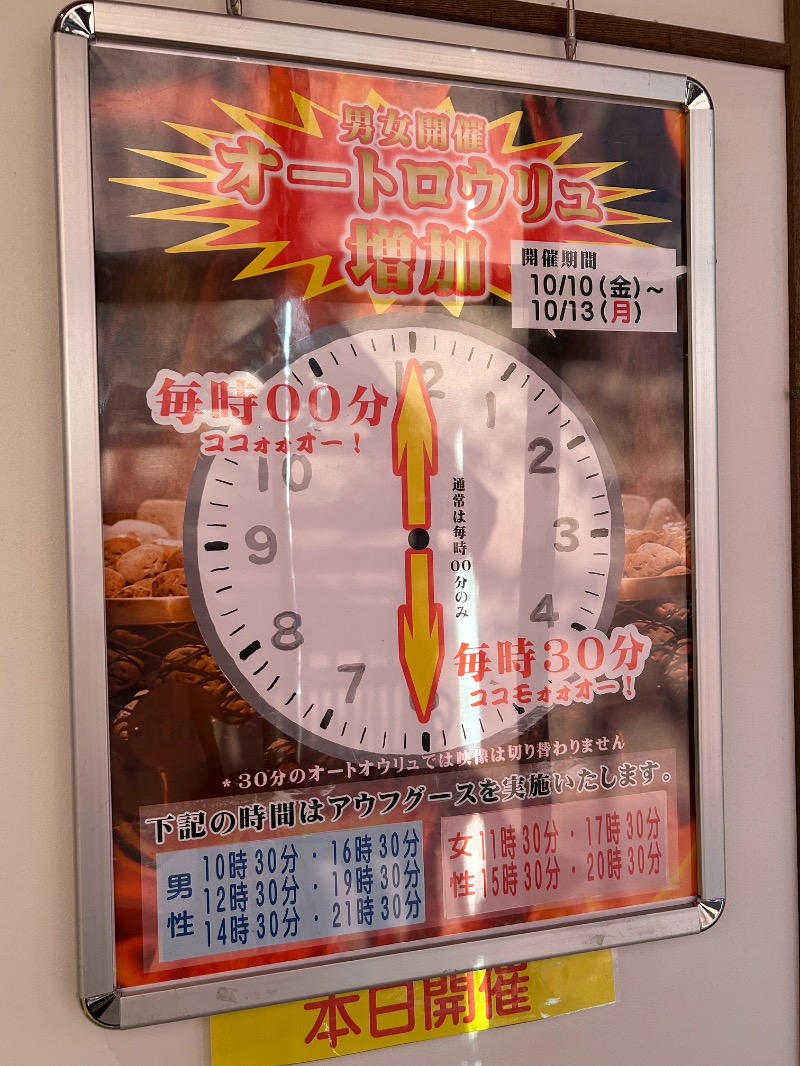 男女開催
オートロウリュ
増加
開催期間
10/10(金)～
10/13(月)
毎時00分
ココォォオー！
通常は毎時00分のみ
12
1
2
3
4
7
8
9
10
毎時30分
ココモォォオー！
*30分のオートオウリュでは映像は切り替わりません
下記の時間はアウフグースを実施いたします。
男性
10時30分・16時30分
12時30分・19時30分
14時30分・21時30分
女性
11時30分・17時30分
15時30分・20時30分
本日開催